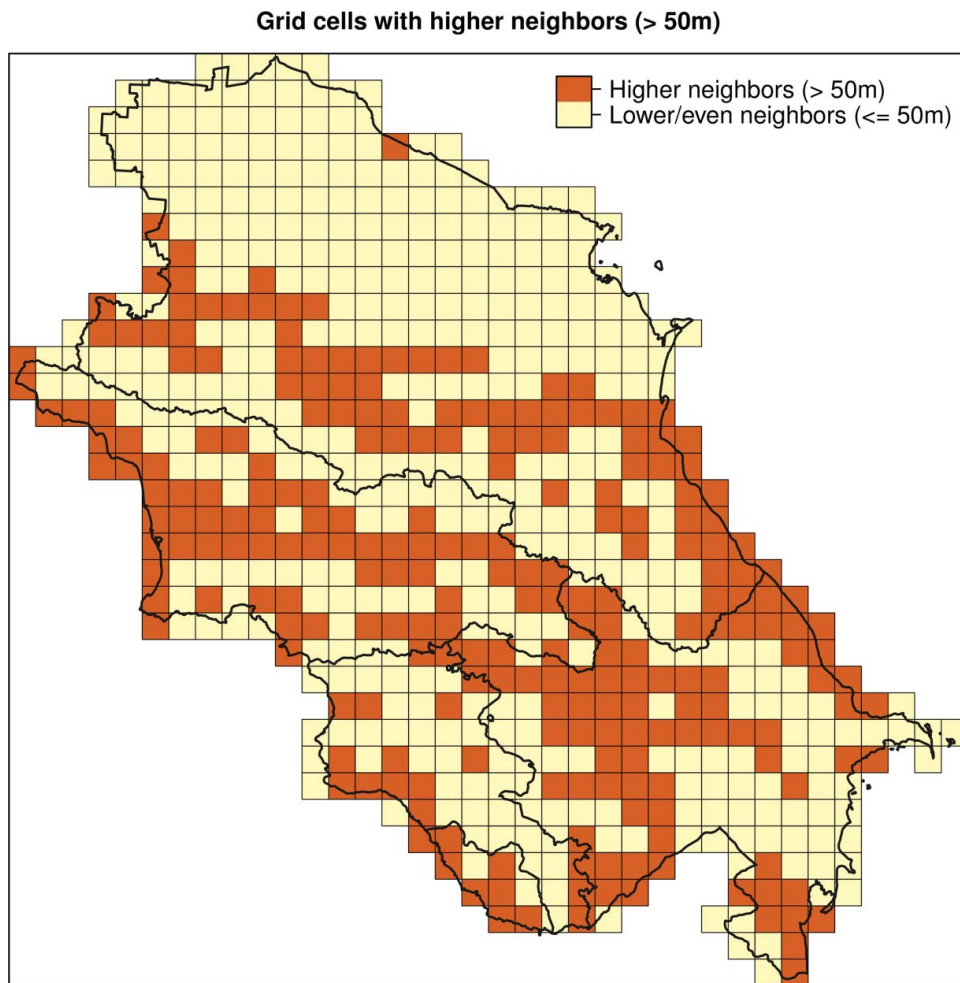 Grid cells with higher neighbors (> 50m)
Higher neighbors (> 50m)
Lower/even neighbors (<= 50m)